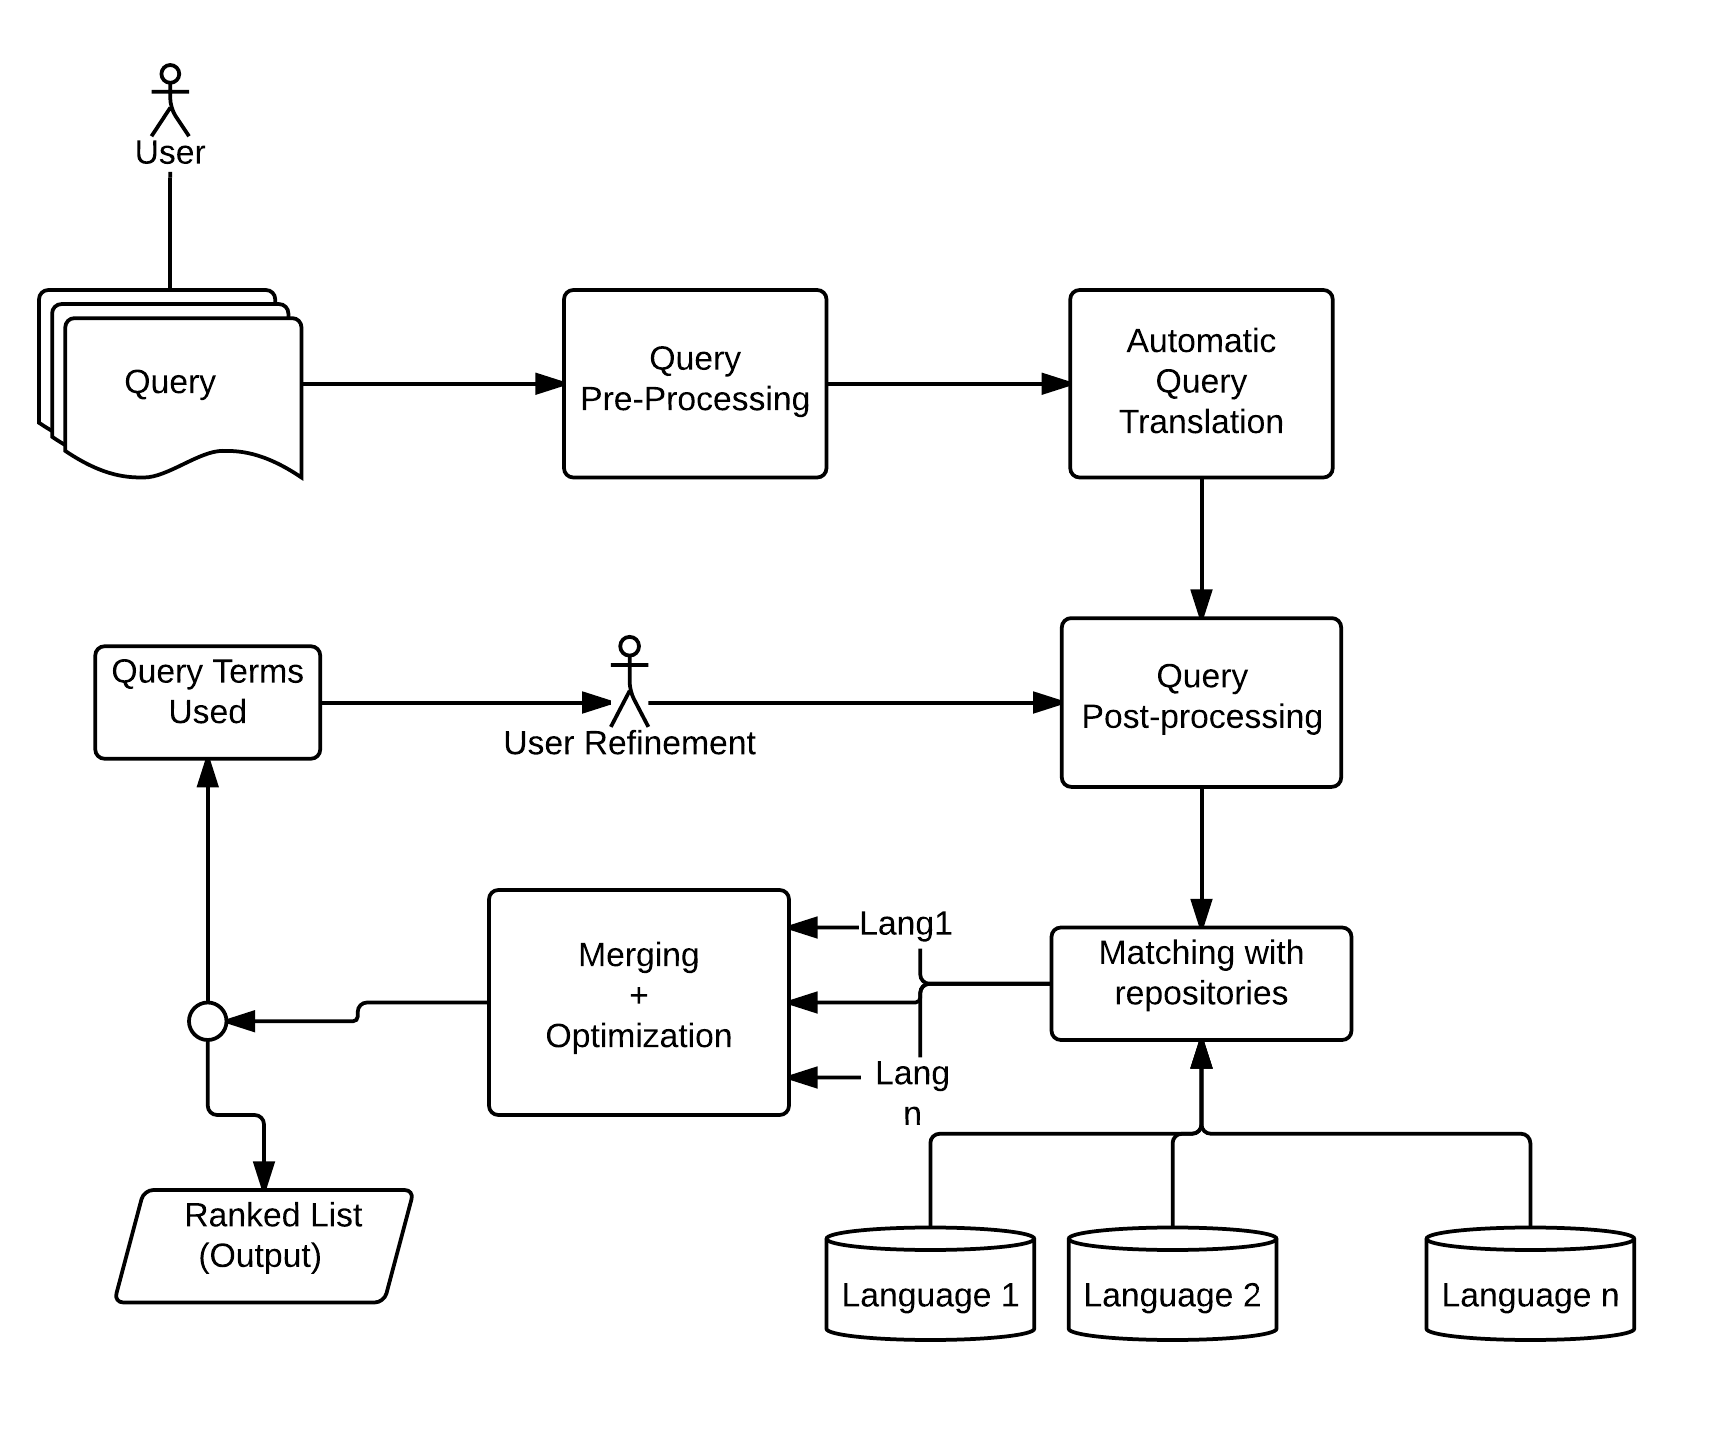 User
Query
Query
Pre-Processing
Automatic
Query
Translation
Query Terms
Used
User Refinement
Query
Post-processing
Merging
+
Optimization
Lang1
Lang
n
Matching with
repositories
Ranked List
(Output)
Language 1
Language 2
Language n